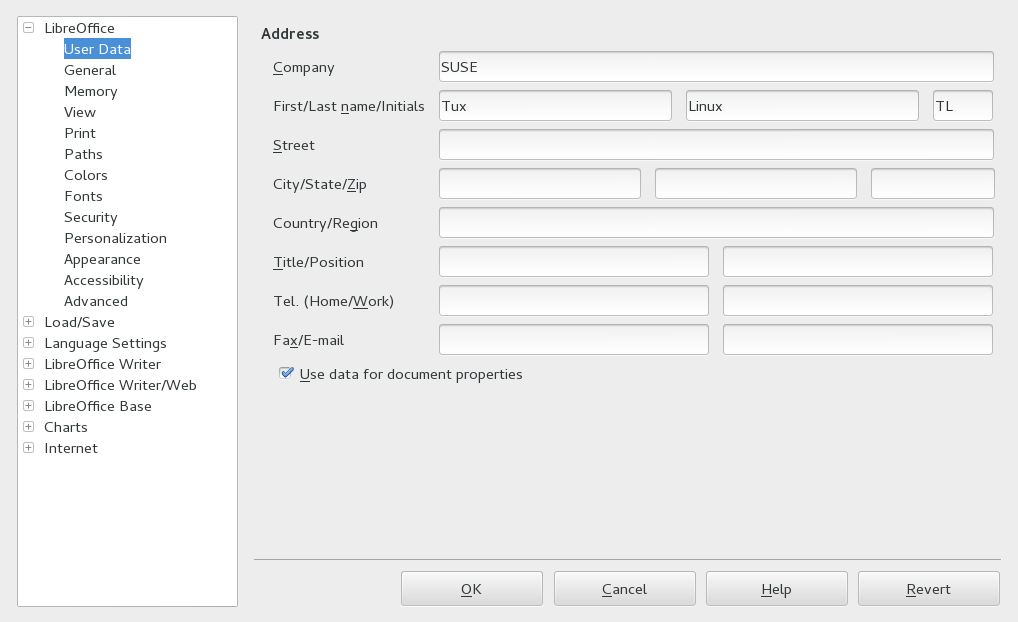 LibreOffice
User Data
General
Memory
View
Print
Paths
Colors
Fonts
Security
Personalization
Appearance
Accessibility
Advanced
Load/Save
Language Settings
LibreOffice Writer
LibreOffice Writer/Web
LibreOffice Base
Charts
Internet
Address
Company SUSE
First/Last name/Initials Tux Linux TL
Street
City/State/Zip
Country/Region
Title/Position
Tel. (Home/Work)
Fax/E-mail
Use data for document properties
OK Cancel Help Revert